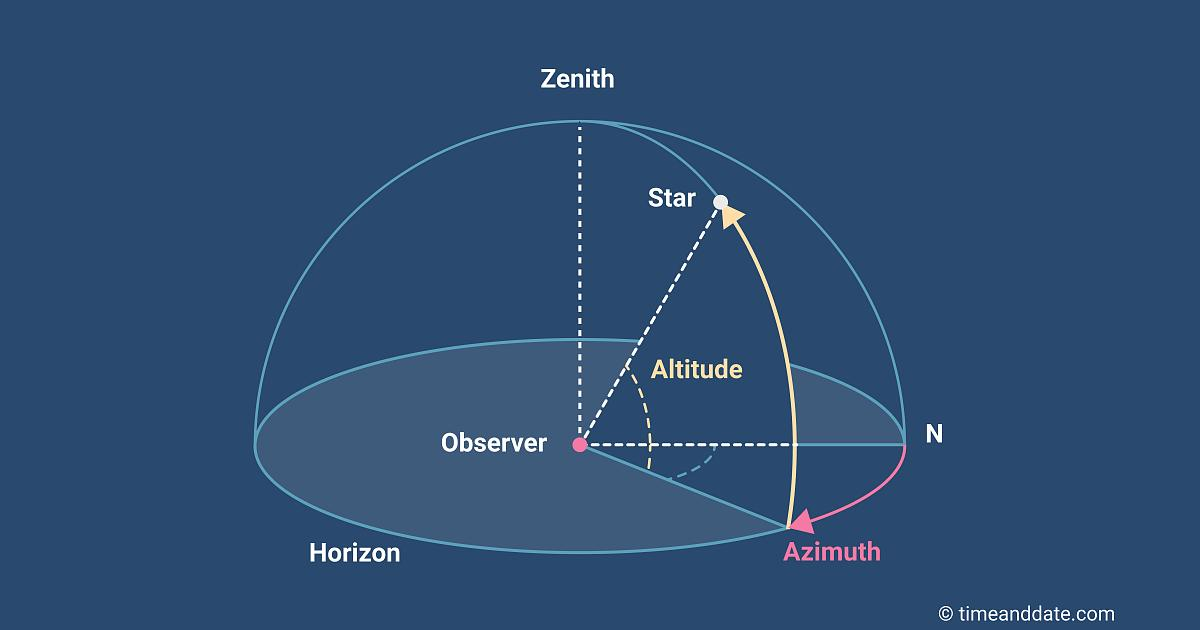 Zenith
Star
Altitude
Observer
N
Horizon
Azimuth
© timeanddate.com